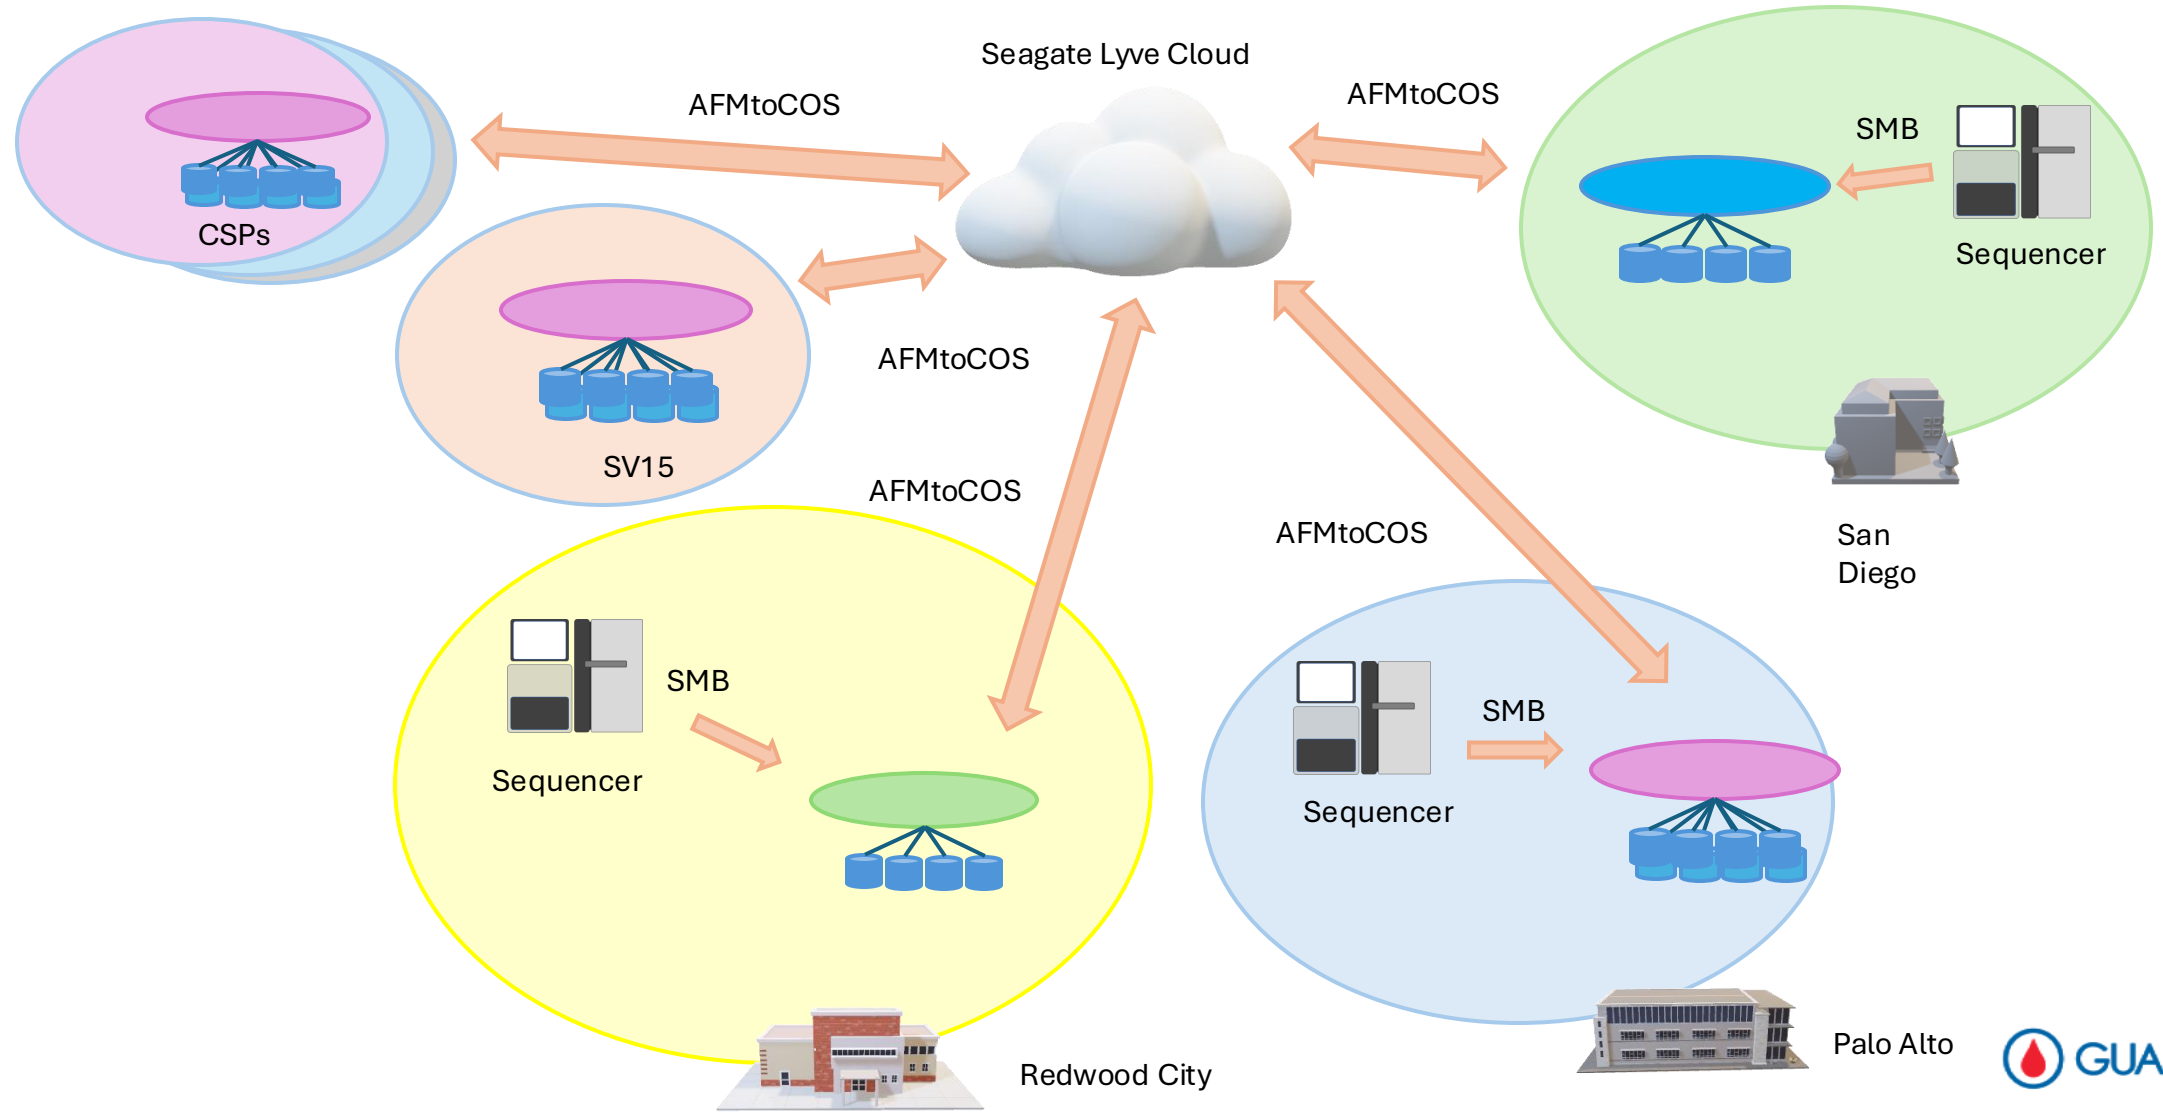 Seagate Lyve Cloud
AFMtoCOS
AFMtoCOS
SMB
Sequencer
CSPs
AFMtoCOS
SV15
AFMtoCOS
AFMtoCOS
San
Diego
SMB
Sequencer
SMB
Sequencer
Redwood City
Palo Alto
GUA